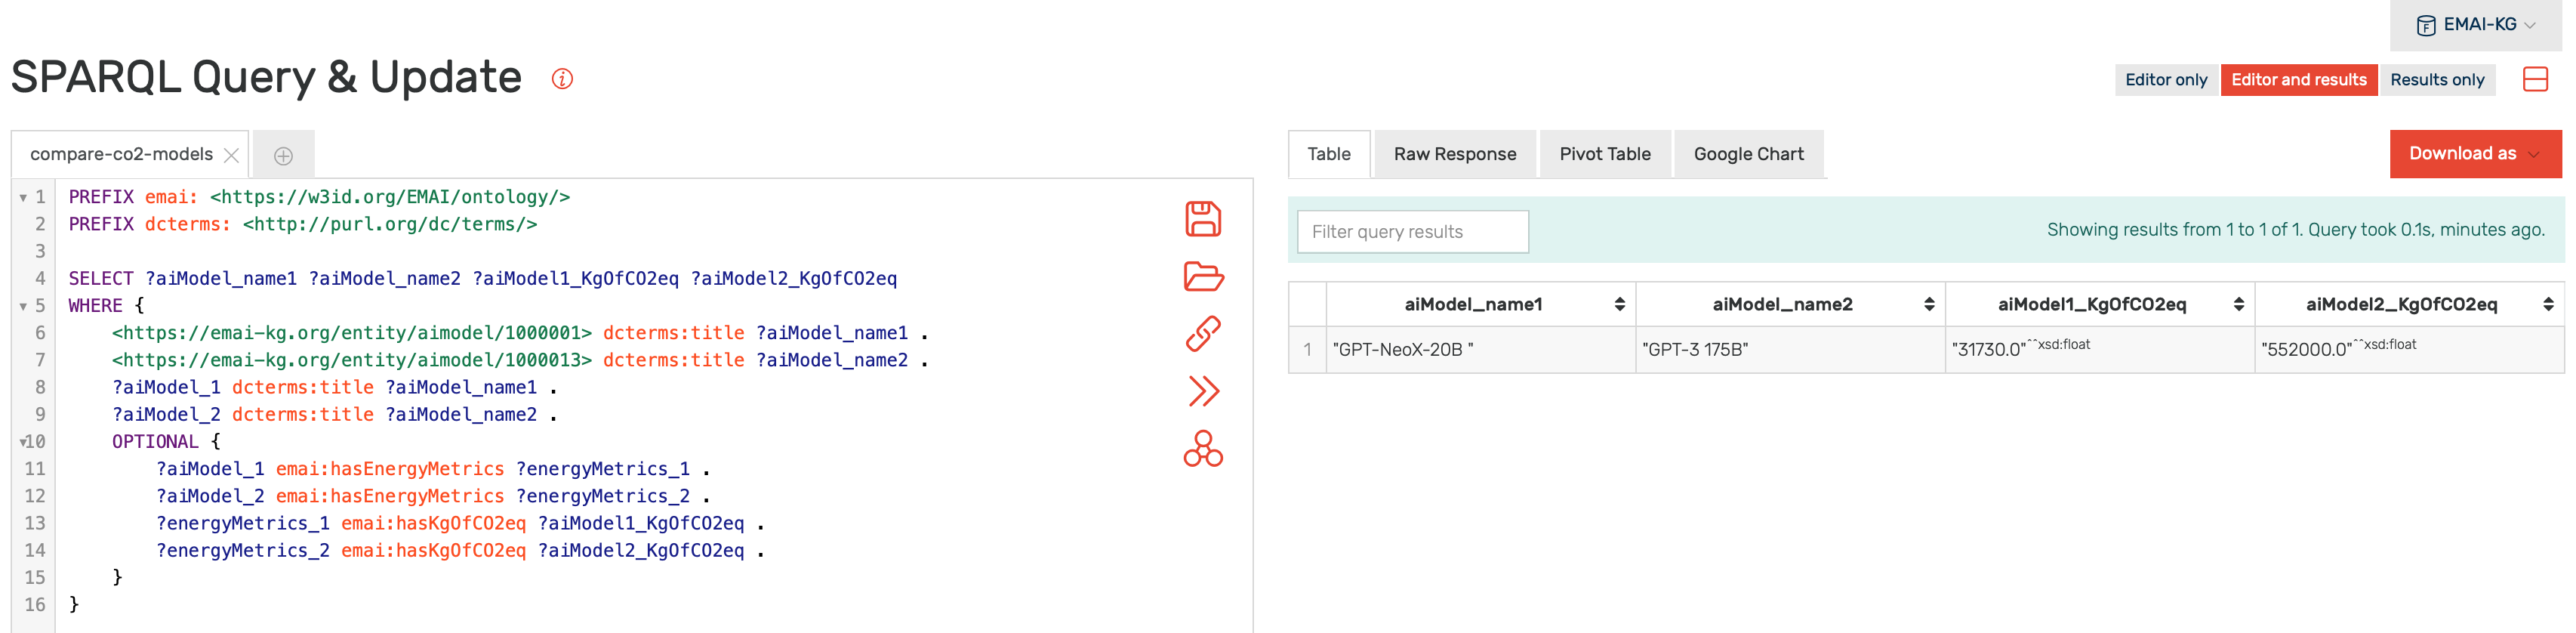 EMAI-KG
SPARQL Query & Update
Editor only Editor and results Results only
compare-co2-models
Table Raw Response Pivot Table Google Chart
Download as
1 PREFIX emai: <https://w3id.org/EMAI/ontology/>
2 PREFIX dcterms: <http://purl.org/dc/terms/>
3
4 SELECT ?aiModel_name1 ?aiModel_name2 ?aiModel1_KgOfCO2eq ?aiModel2_KgOfCO2eq
5 WHERE {
6 <https://emai-kg.org/entity/aimodel/1000001> dcterms:title ?aiModel_name1 .
7 <https://emai-kg.org/entity/aimodel/1000013> dcterms:title ?aiModel_name2 .
8 ?aiModel_1 dcterms:title ?aiModel_name1 .
9 ?aiModel_2 dcterms:title ?aiModel_name2 .
10 OPTIONAL {
11 ?aiModel_1 emai:hasEnergyMetrics ?energyMetrics_1 .
12 ?aiModel_2 emai:hasEnergyMetrics ?energyMetrics_2 .
13 ?energyMetrics_1 emai:hasKgOfCO2eq ?aiModel1_KgOfCO2eq .
14 ?energyMetrics_2 emai:hasKgOfCO2eq ?aiModel2_KgOfCO2eq .
15 }
16 }
Filter query results
Showing results from 1 to 1 of 1. Query took 0.1s, minutes ago.
aiModel_name1 aiModel_name2 aiModel1_KgOfCO2eq aiModel2_KgOfCO2eq
1 "GPT-NeoX-20B " "GPT-3 175B" "31730.0"^^xsd:float "552000.0"^^xsd:float